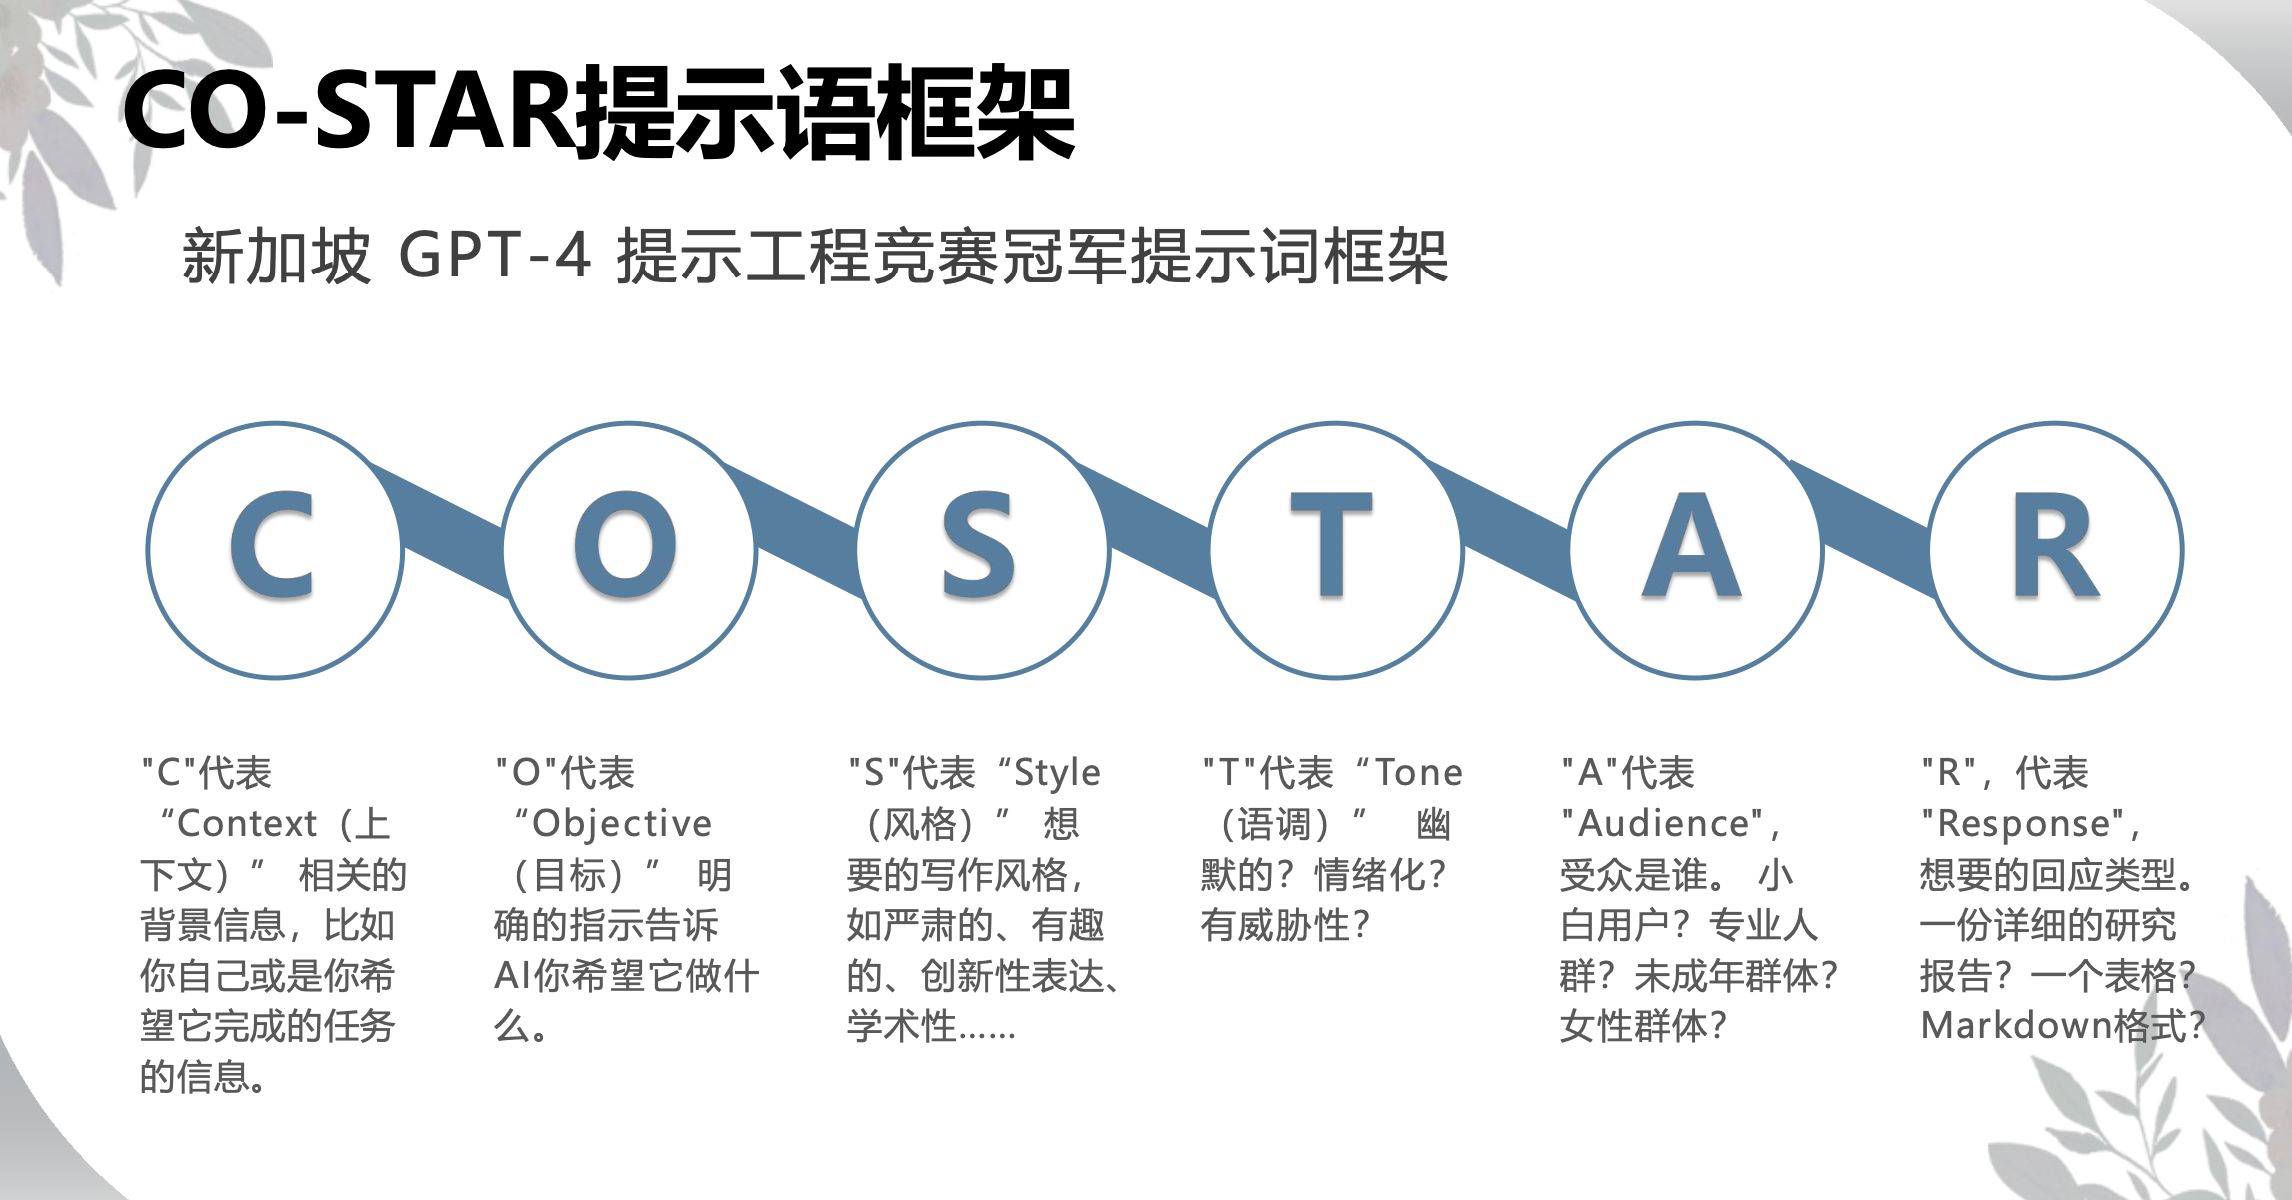 CO-STAR提示语框架
新加坡 GPT-4 提示工程竞赛冠军提示词框架
C
O
S
T
A
R
"C"代表
“Context（上
下文）” 相关的
背景信息，比如
你自己或是你希
望它完成的任务
的信息。
"O"代表
“Objective
（目标）” 明
确的指示告诉
AI你希望它做什
么。
"S"代表“Style
（风格）” 想
要的写作风格，
如严肃的、有趣
的、创新性表达、
学术性……
"T"代表“Tone
（语调）” 幽
默的？情绪化？
有威胁性？
"A"代表
"Audience"，
受众是谁。 小
白用户？专业人
群？未成年群体？
女性群体？
"R"，代表
"Response"，
想要的回应类型。
一份详细的研究
报告？一个表格？
Markdown格式？